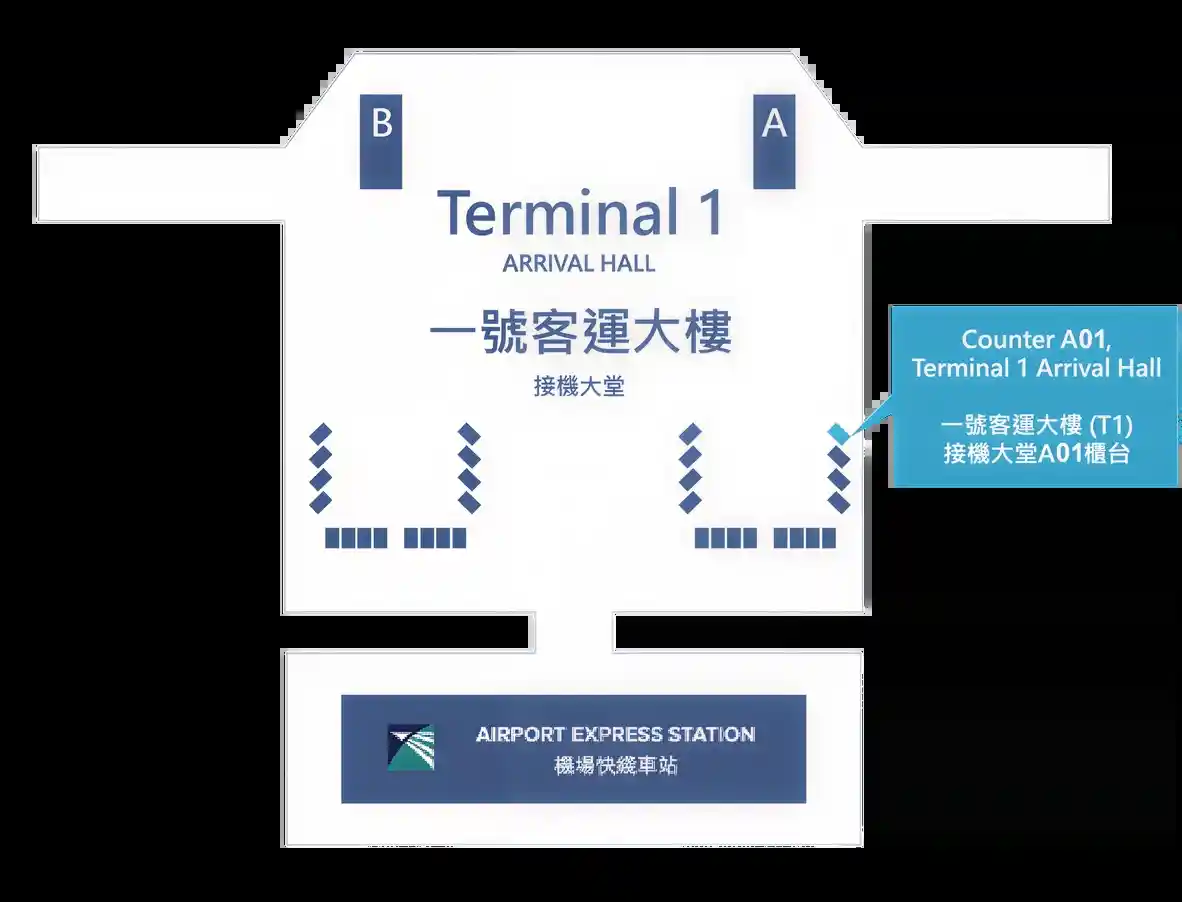 B
A
Terminal 1
ARRIVAL HALL
一號客運大樓
接機大堂
Counter A01,
Terminal 1 Arrival Hall
一號客運大樓 (T1)
接機大堂A01櫃台
AIRPORT EXPRESS STATION
機場快綫車站